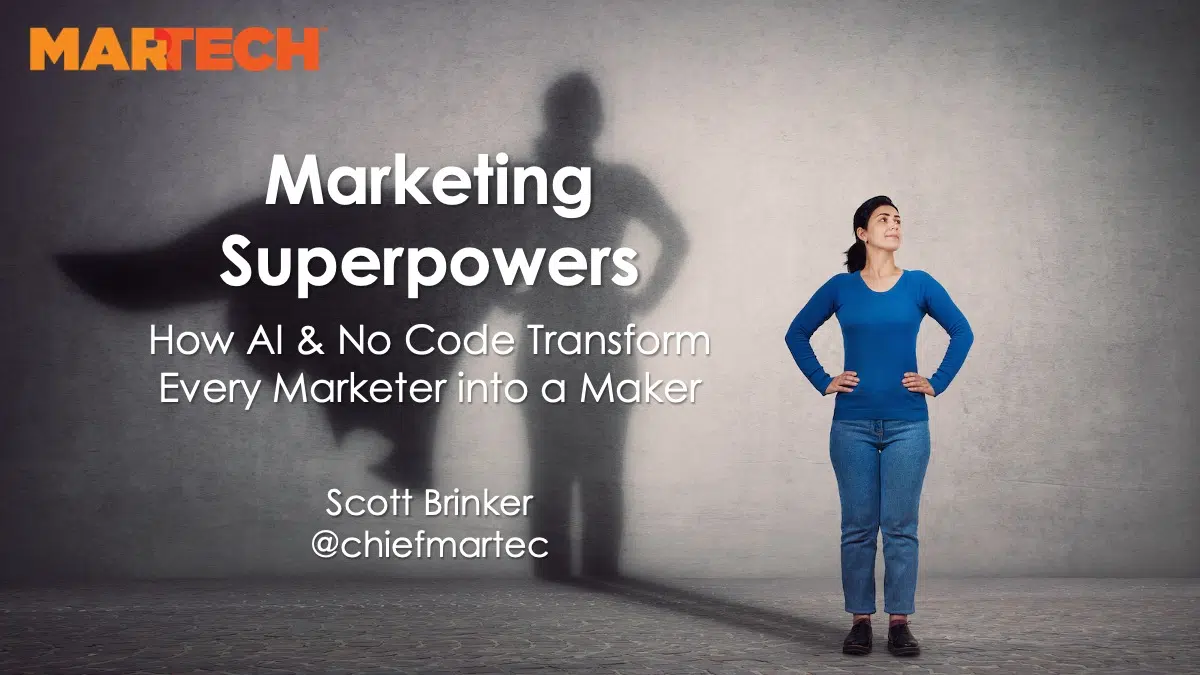 MARTECH
Marketing
Superpowers
How AI & No Code Transform
Every Marketer into a Maker
Scott Brinker
@chiefmartec